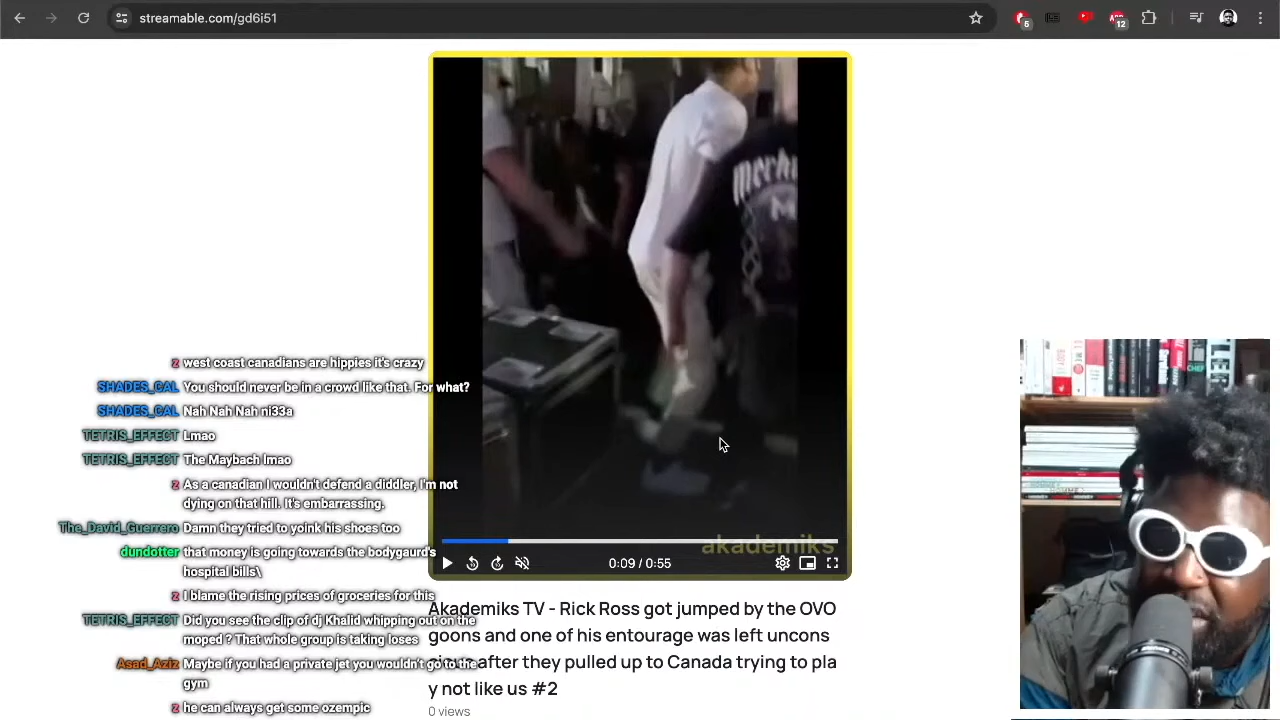 streamable.com/gd6i51
5
12
Mechr
M
akademiks
0:09 / 0:55
Akademiks TV - Rick Ross got jumped by the OVO
goons and one of his entourage was left uncons
after they pulled up to Canada trying to pla
y not like us #2
0 views
z west coast canadians are hippies it's crazy
SHADES_CAL You should never be in a crowd like that. For what?
SHADES_CAL Nah Nah Nah ni33a
TETRIS_EFFECT Lmao
TETRIS_EFFECT The Maybach lmao
z As a canadian I wouldn't defend a diddler, I'm not
dying on that hill. It's embarrassing.
The_David_Guerrero Damn they tried to yoink his shoes too
dundotter that money is going towards the bodygaurd's
hospital bills\
z I blame the rising prices of groceries for this
TETRIS_EFFECT Did you see the clip of dj Khalid whipping out on the
moped ? That whole group is taking loses
Asad_Aziz Maybe if you had a private jet you wouldn't go to the
gym
z he can always get some ozempic
CHEF